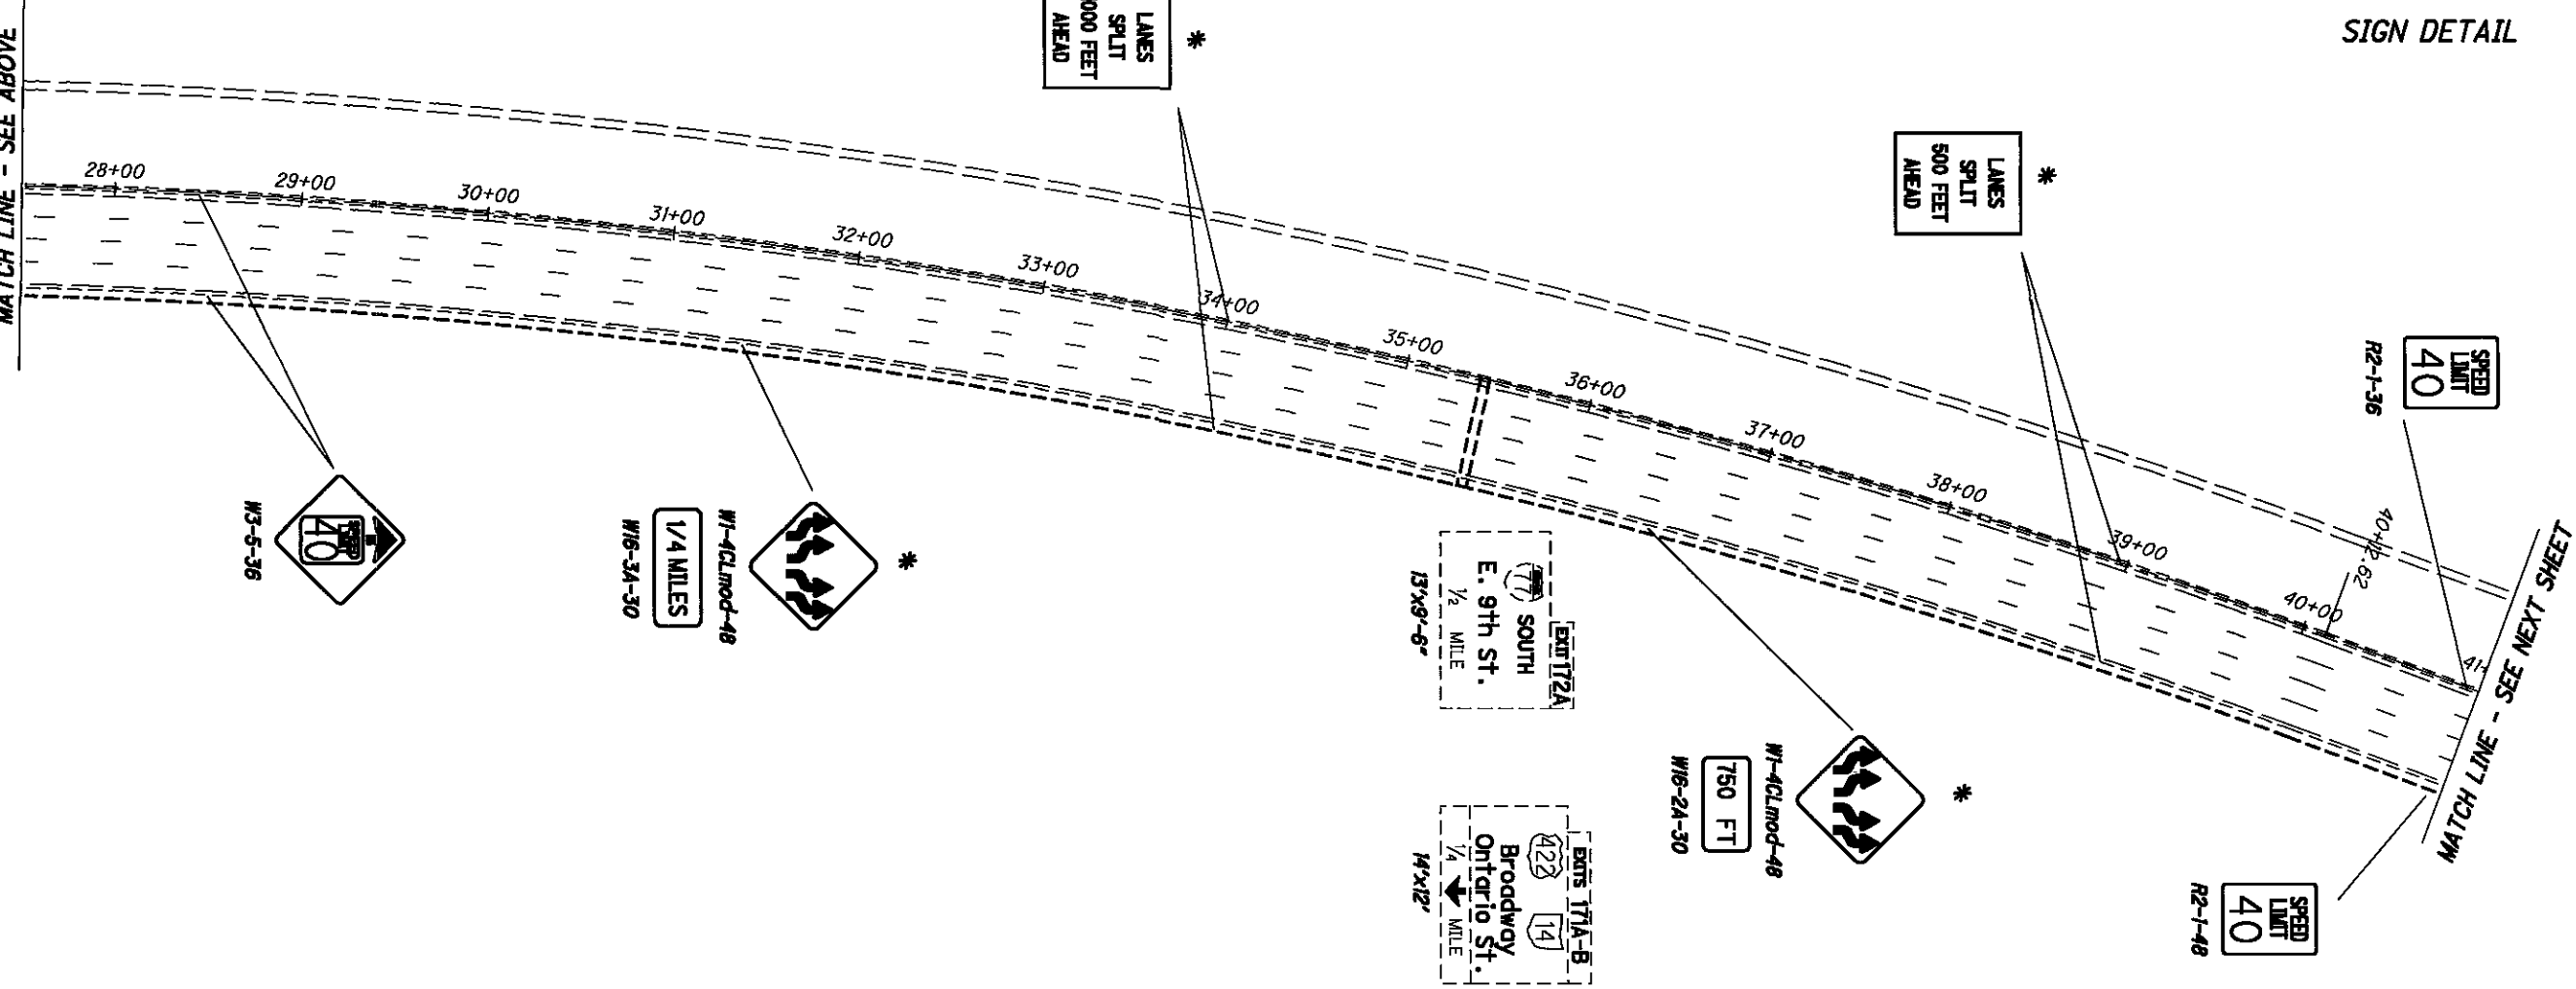 SIGN DETAIL
MATCH LINE - SEE ABOVE
LANES
SPLIT
000 FEET
AHEAD
*
LANES
SPLIT
500 FEET
AHEAD
*
28+00
29+00
30+00
31+00
32+00
33+00
34+00
35+00
36+00
37+00
38+00
39+00
40+00
40+12.62
41+
SPEED
LIMIT
40
R2-1-36
MATCH LINE - SEE NEXT SHEET
SPEED
LIMIT
40
W3-5-36
*
W1-4CLmod-48
1/4 MILES
W16-3A-30
EXIT 172A
77 SOUTH
E. 9th St.
1/2 MILE
13'x9'-6"
*
W1-4CLmod-48
750 FT
W16-2A-30
EXITS 171A-B
422 14
Broadway
Ontario St.
1/4 MILE
14'x12'
SPEED
LIMIT
40
R2-1-48